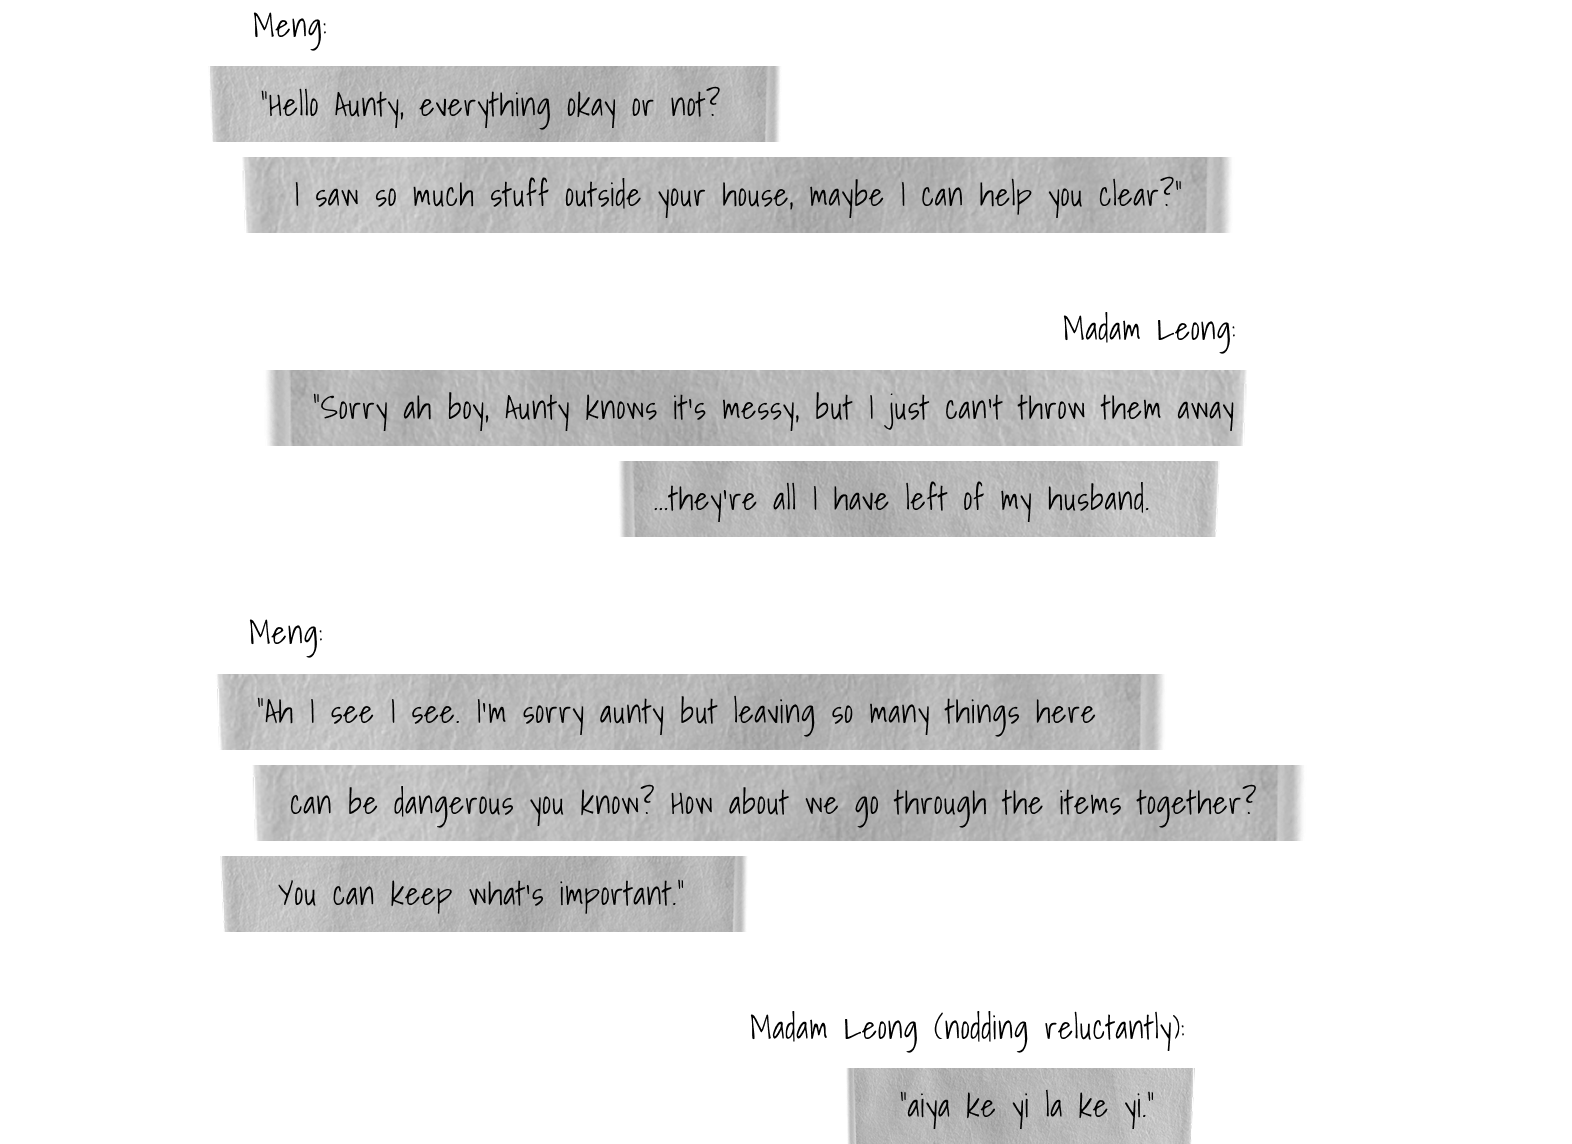 Meng:
"Hello Aunty, everything okay or not?
I saw so much stuff outside your house, maybe I can help you clear?"
Madam Leong:
"Sorry ah boy, Aunty knows it's messy, but I just can't throw them away
...they're all I have left of my husband.
Meng:
"Ah I see I see. I'm sorry aunty but leaving so many things here
can be dangerous you know? How about we go through the items together?
You can keep what's important."
Madam Leong (nodding reluctantly):
"aiya ke yi la ke yi."